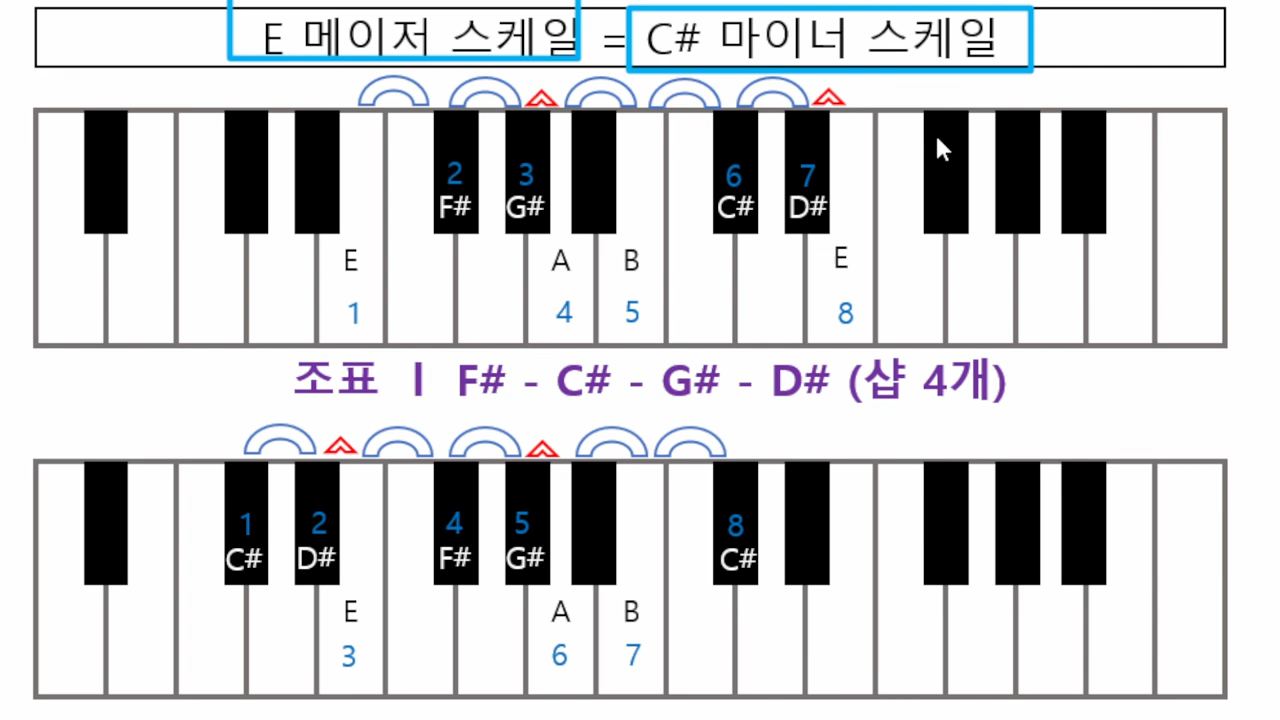 E 메이저 스케일 = C# 마이너 스케일
2 3 6 7
F# G# C# D#
E A B E
1 4 5 8
조표 I F# - C# - G# - D# (샵 4개)
1 2 4 5 8
C# D# F# G# C#
E A B
3 6 7